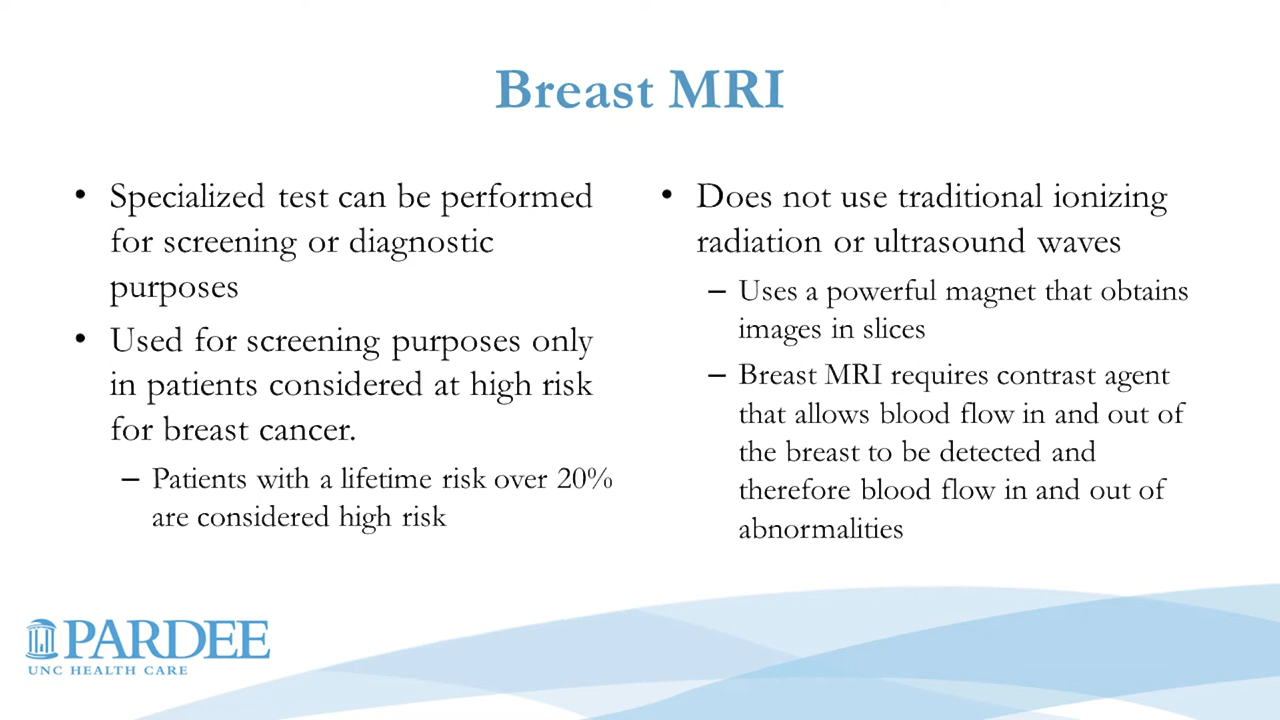 Breast MRI
• Specialized test can be performed
for screening or diagnostic
purposes
• Used for screening purposes only
in patients considered at high risk
for breast cancer.
– Patients with a lifetime risk over 20%
are considered high risk
• Does not use traditional ionizing
radiation or ultrasound waves
– Uses a powerful magnet that obtains
images in slices
– Breast MRI requires contrast agent
that allows blood flow in and out of
the breast to be detected and
therefore blood flow in and out of
abnormalities
PARDEE
UNC HEALTH CARE